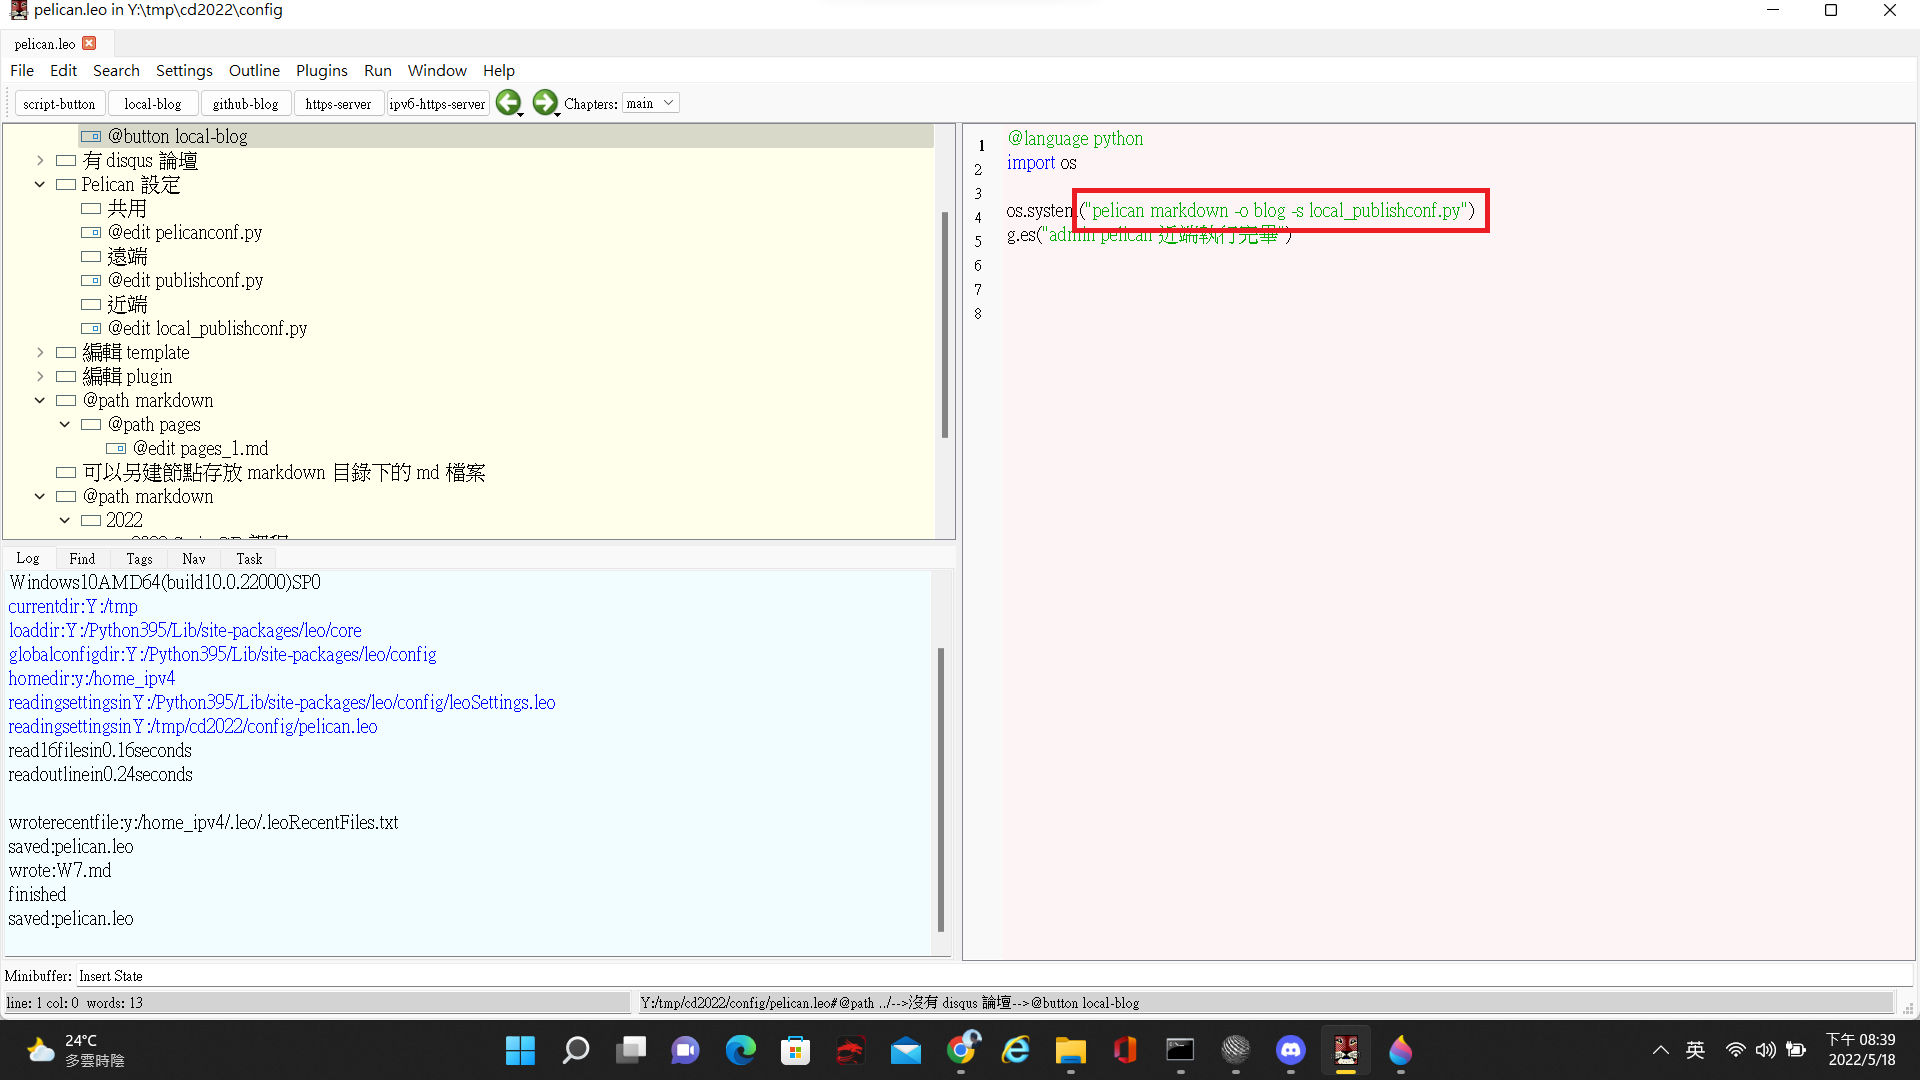 pelican.leo in Y:\tmp\cd2022\config
pelican.leo
File Edit Search Settings Outline Plugins Run Window Help
script-button local-blog github-blog https-server ipv6-https-server Chapters: main
@button local-blog
有 disqus 論壇
Pelican 設定
共用
@edit pelicanconf.py
遠端
@edit publishconf.py
近端
@edit local_publishconf.py
編輯 template
編輯 plugin
@path markdown
@path pages
@edit pages_1.md
可以另建節點存放 markdown 目錄下的 md 檔案
@path markdown
2022
1 @language python
2 import os
3
4 os.system("pelican markdown -o blog -s local_publishconf.py")
5 g.es("admin pelican 近端執行完畢")
6
7
8
Log Find Tags Nav Task
Windows10AMD64(build10.0.22000)SP0
currentdir:Y:/tmp
loaddir:Y:/Python395/Lib/site-packages/leo/core
globalconfigdir:Y:/Python395/Lib/site-packages/leo/config
homedir:y:/home_ipv4
readingsettingsinY:/Python395/Lib/site-packages/leo/config/leoSettings.leo
readingsettingsinY:/tmp/cd2022/config/pelican.leo
read16filesin0.16seconds
readoutlinein0.24seconds
wroterecentfile:y:/home_ipv4/.leo/.leoRecentFiles.txt
saved:pelican.leo
wrote:W7.md
finished
saved:pelican.leo
Minibuffer: Insert State
line: 1 col: 0 words: 13
Y:/tmp/cd2022/config/pelican.leo#@path ../-->沒有 disqus 論壇-->@button local-blog
24°C
多雲時陰
英
下午 08:39
2022/5/18